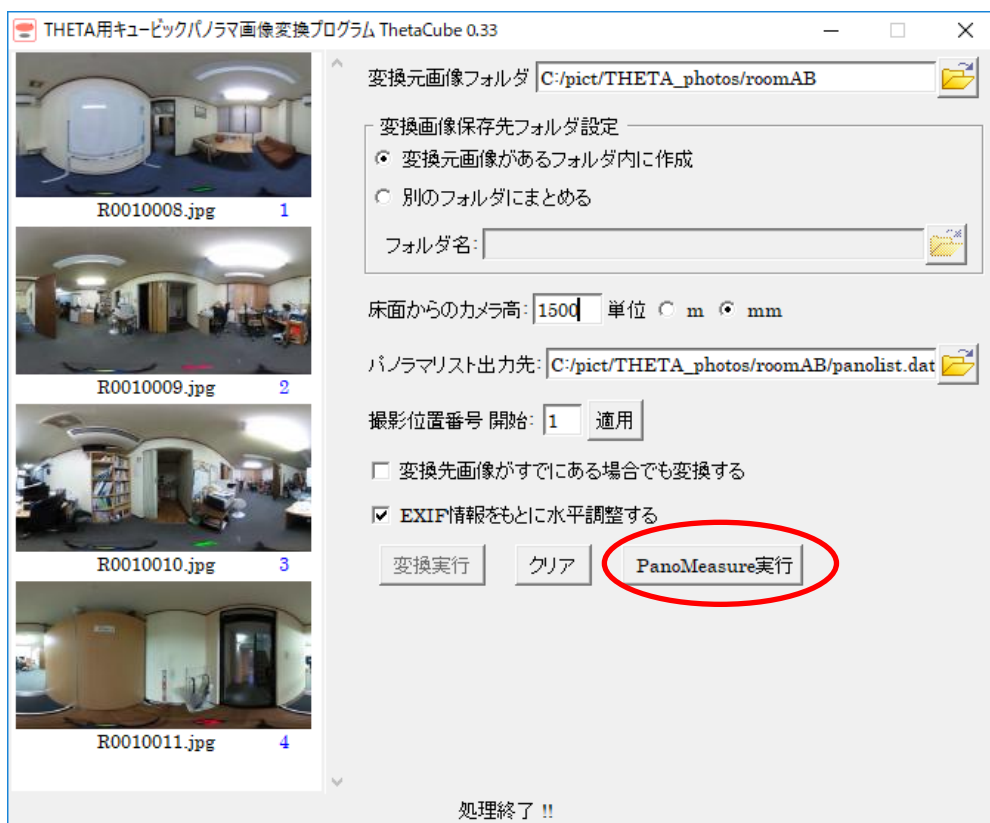 THETA用キュービックパノラマ画像変換プログラム ThetaCube 0.33
R0010008.jpg 1
R0010009.jpg 2
R0010010.jpg 3
R0010011.jpg 4
変換元画像フォルダ C:/pict/THETA_photos/roomAB
変換画像保存先フォルダ設定
変換元画像があるフォルダ内に作成
別のフォルダにまとめる
フォルダ名:
床面からのカメラ高: 1500 単位 m mm
パノラマリスト出力先: C:/pict/THETA_photos/roomAB/panolist.dat
撮影位置番号 開始: 1 適用
変換先画像がすでにある場合でも変換する
EXIF情報をもとに水平調整する
変換実行 クリア PanoMeasure実行
処理終了 !!